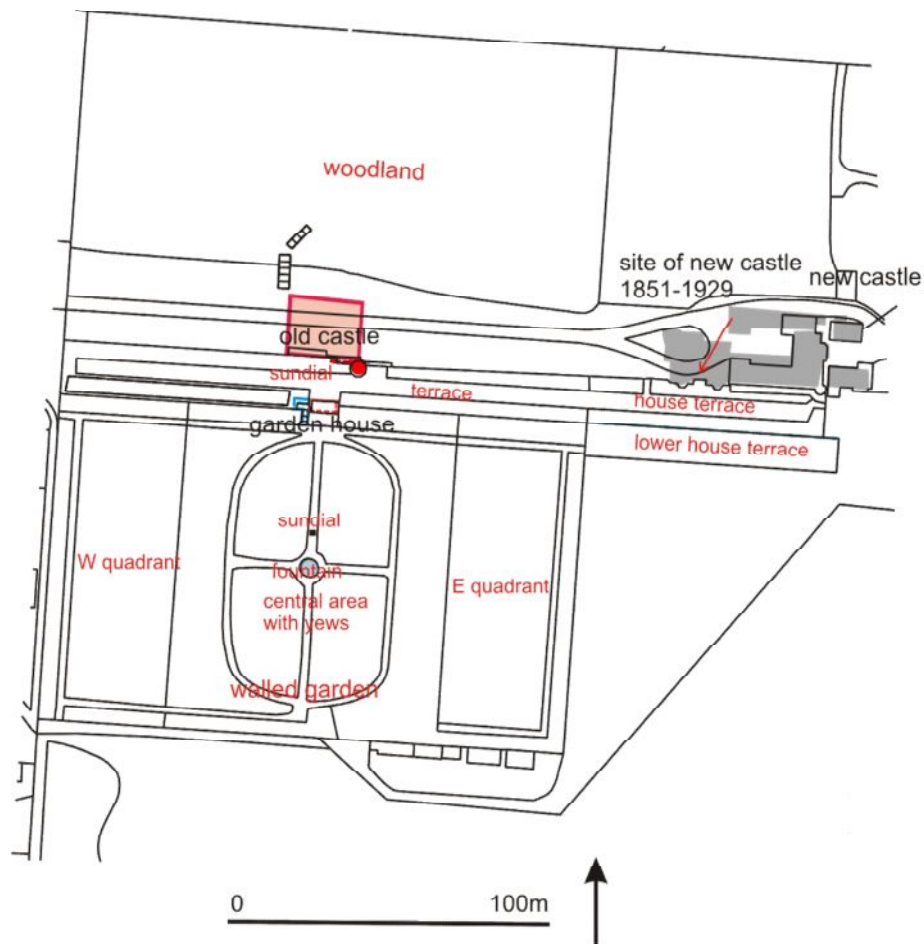 woodland
site of new castle
1851-1929
new castle
old castle
sundial
terrace
house terrace
garden house
lower house terrace
sundial
W quadrant
fountain
E quadrant
central area
with yews
walled garden
0 100m